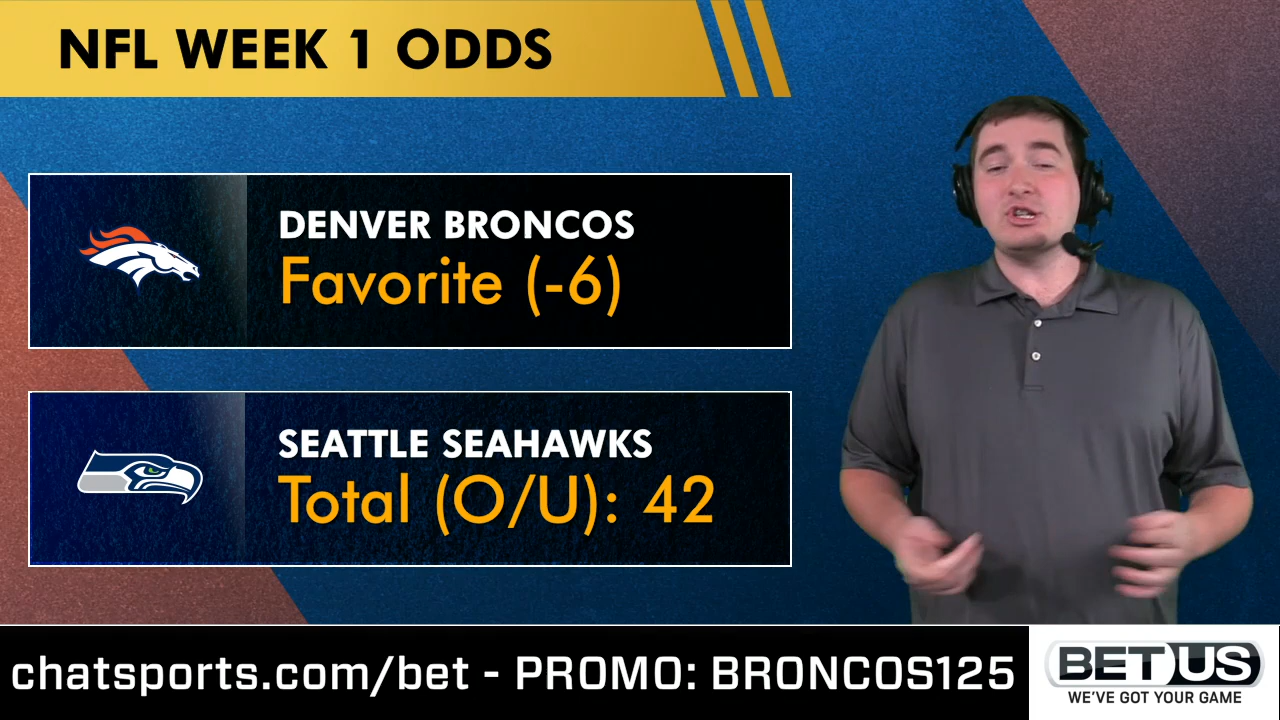 NFL WEEK 1 ODDS
DENVER BRONCOS
Favorite (-6)
SEATTLE SEAHAWKS
Total (O/U): 42
chatsports.com/bet - PROMO: BRONCOS125
BETUS
WE'VE GOT YOUR GAME